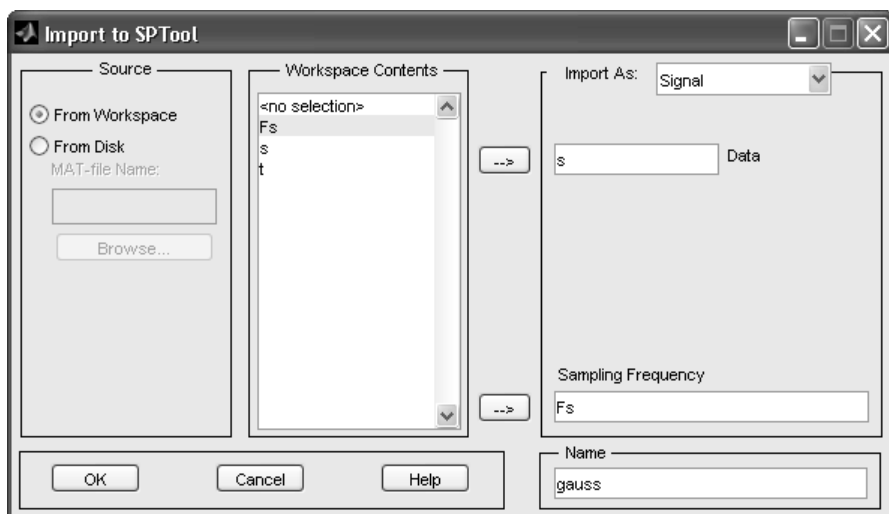 Import to SPTool
Source
From Workspace
From Disk
MAT-file Name:
Browse...
Workspace Contents
<no selection>
Fs
s
t
-->
-->
Import As: Signal
s Data
Sampling Frequency
Fs
OK Cancel Help
Name
gauss